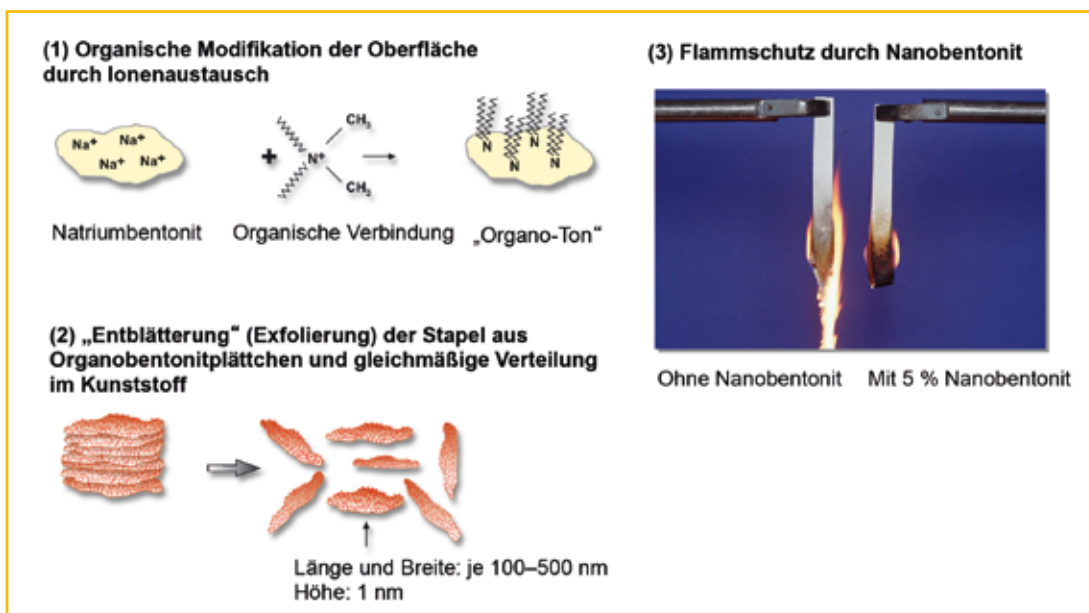 (1) Organische Modifikation der Oberfläche
durch Ionenaustausch
Na⁺
Na⁺
Na⁺
Na⁺
+
N⁺
CH₃
CH₃
N
N
N
N
Natriumbentonit
Organische Verbindung
„Organo-Ton“
(2) „Entblätterung“ (Exfolierung) der Stapel aus
Organobentonitplättchen und gleichmäßige Verteilung
im Kunststoff
Länge und Breite: je 100–500 nm
Höhe: 1 nm
(3) Flammschutz durch Nanobentonit
Ohne Nanobentonit
Mit 5 % Nanobentonit